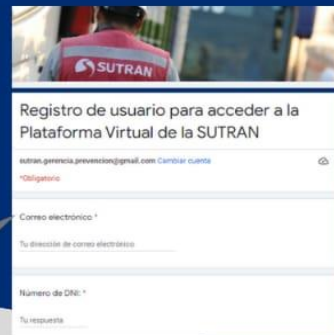 SUTRAN
Registro de usuario para acceder a la
Plataforma Virtual de la SUTRAN
sutran.gerencia.prevencion@gmail.com Cambiar cuenta
*Obligatorio
Correo electrónico *
Tu dirección de correo electrónico
Número de DNI: *
Tu respuesta